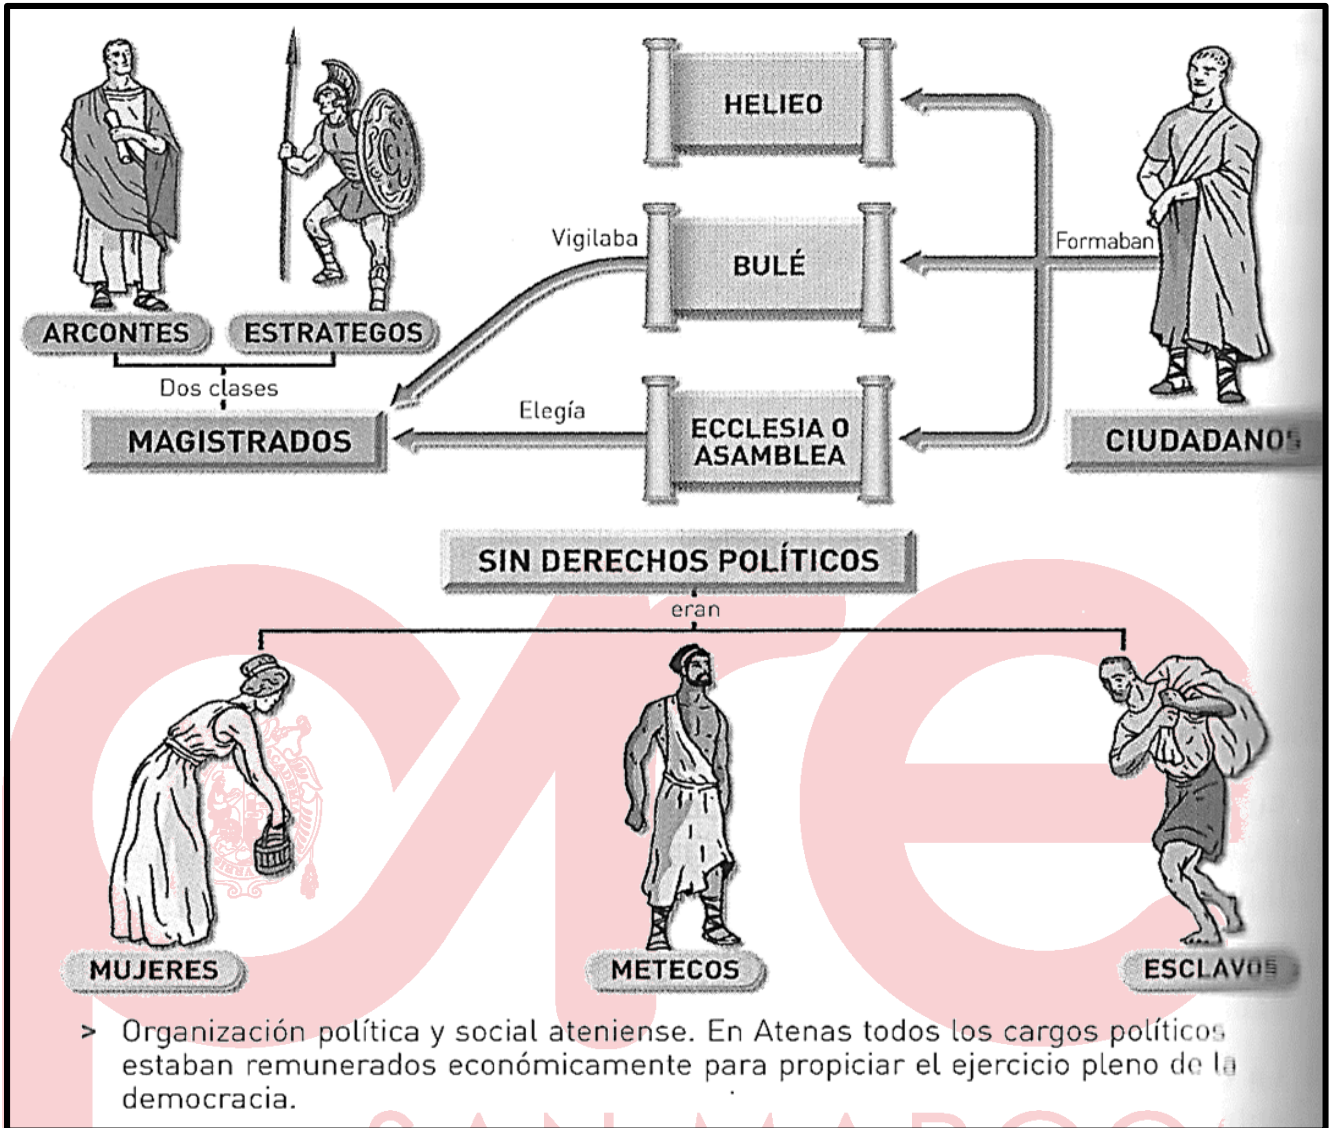 HELIEO
Vigilaba
BULÉ
Formaban
ARCONTES
ESTRATEGOS
Dos clases
Elegía
MAGISTRADOS
ECCLESIA O
ASAMBLEA
CIUDADANOS
SIN DERECHOS POLÍTICOS
eran
MUJERES
METECOS
ESCLAVOS
> Organización política y social ateniense. En Atenas todos los cargos políticos
estaban remunerados económicamente para propiciar el ejercicio pleno de la
democracia.
SAN MARCOS